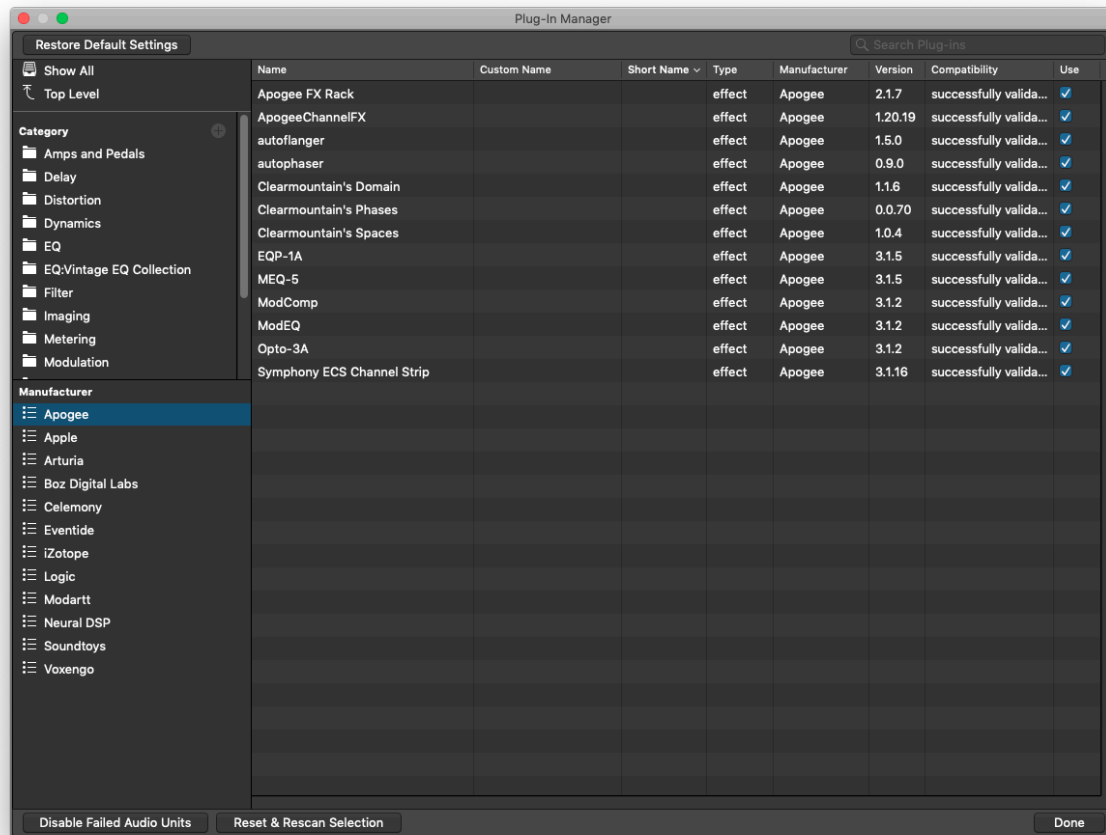 Plug-In Manager
Restore Default Settings
Search Plug-ins
Show All
Top Level
Category
Amps and Pedals
Delay
Distortion
Dynamics
EQ
EQ:Vintage EQ Collection
Filter
Imaging
Metering
Modulation
Manufacturer
Apogee
Apple
Arturia
Boz Digital Labs
Celemony
Eventide
iZotope
Logic
Modartt
Neural DSP
Soundtoys
Voxengo
Name Custom Name Short Name Type Manufacturer Version Compatibility Use
Apogee FX Rack effect Apogee 2.1.7 successfully valida...
ApogeeChannelFX effect Apogee 1.20.19 successfully valida...
autoflanger effect Apogee 1.5.0 successfully valida...
autophaser effect Apogee 0.9.0 successfully valida...
Clearmountain's Domain effect Apogee 1.1.6 successfully valida...
Clearmountain's Phases effect Apogee 0.0.70 successfully valida...
Clearmountain's Spaces effect Apogee 1.0.4 successfully valida...
EQP-1A effect Apogee 3.1.5 successfully valida...
MEQ-5 effect Apogee 3.1.5 successfully valida...
ModComp effect Apogee 3.1.2 successfully valida...
ModEQ effect Apogee 3.1.2 successfully valida...
Opto-3A effect Apogee 3.1.2 successfully valida...
Symphony ECS Channel Strip effect Apogee 3.1.16 successfully valida...
Disable Failed Audio Units Reset & Rescan Selection Done